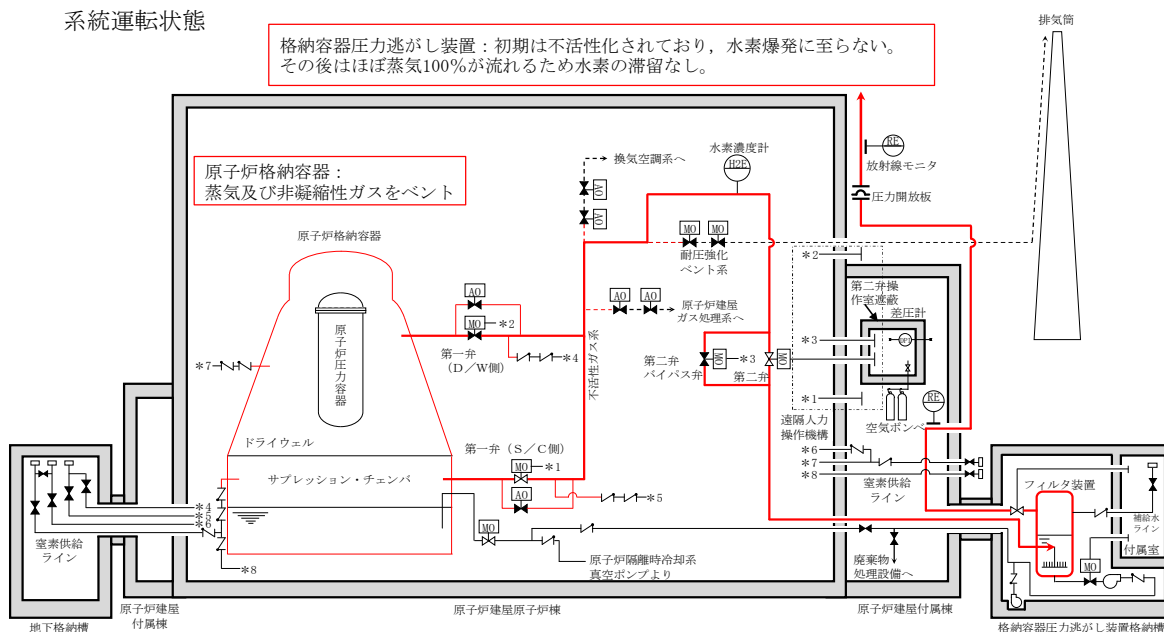 系統運転状態
排気筒
格納容器圧力逃がし装置：初期は不活性化されており，水素爆発に至らない。
その後はほぼ蒸気100％が流れるため水素の滞留なし。
原子炉格納容器：
蒸気及び非凝縮性ガスをベント
換気空調系へ
水素濃度計
H2E
RE
放射線モニタ
圧力開放板
AO
AO
原子炉格納容器
MO
MO
耐圧強化
ベント系
＊2
第二弁操
作室遮蔽
差圧計
DPT
AO
MO
＊2
AO
AO
原子炉建屋
ガス処理系へ
原子炉圧力容器
＊4
第一弁
（D／W側）
不活性ガス系
＊7
MO
＊3
第二弁
バイパス弁
MO
第二弁
＊3
＊1
遠隔人力
操作機構
空気ボンベ
RE
ドライウェル
第一弁（S／C側）
MO
＊1
AO
＊5
サプレッション・チェンバ
＊6
＊7
＊8
窒素供給
ライン
フィルタ装置
補給水
ライン
付属室
MO
＊4
＊5
＊6
＊8
窒素供給
ライン
MO
原子炉隔離時冷却系
真空ポンプより
廃棄物
処理設備へ
地下格納槽
原子炉建屋
付属棟
原子炉建屋原子炉棟
原子炉建屋付属棟
格納容器圧力逃がし装置格納槽